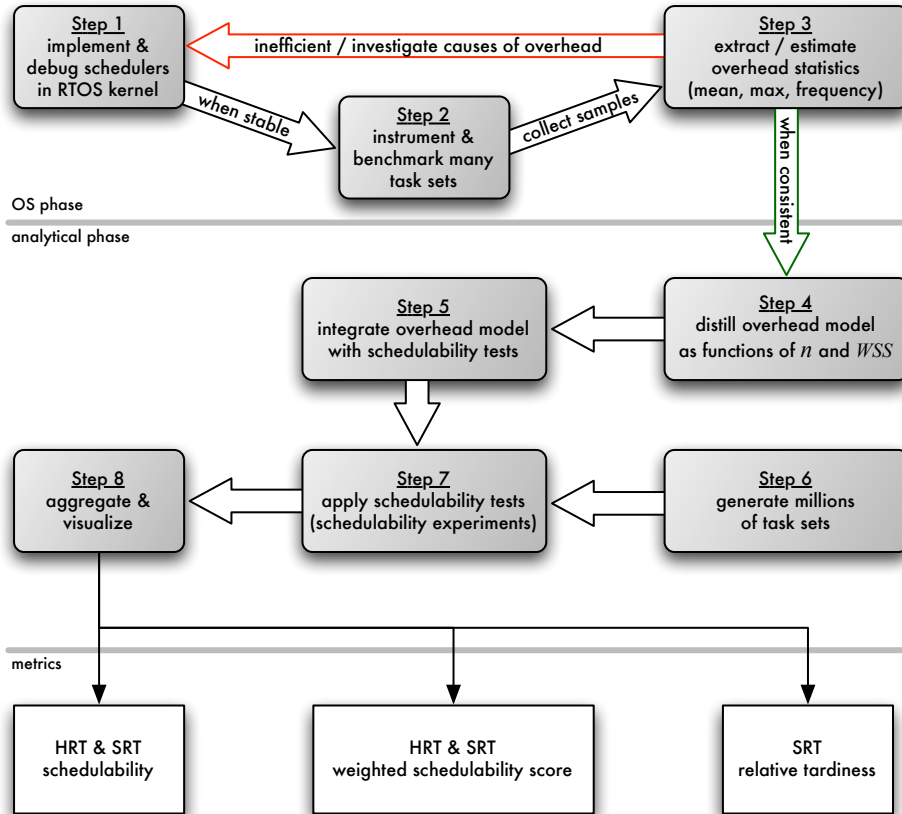 Step 1
implement &
debug schedulers
in RTOS kernel
inefficient / investigate causes of overhead
Step 3
extract / estimate
overhead statistics
(mean, max, frequency)
when stable
Step 2
instrument &
benchmark many
task sets
collect samples
when consistent
OS phase
analytical phase
Step 5
integrate overhead model
with schedulability tests
Step 4
distill overhead model
as functions of n and WSS
Step 8
aggregate &
visualize
Step 7
apply schedulability tests
(schedulability experiments)
Step 6
generate millions
of task sets
metrics
HRT & SRT
schedulability
HRT & SRT
weighted schedulability score
SRT
relative tardiness